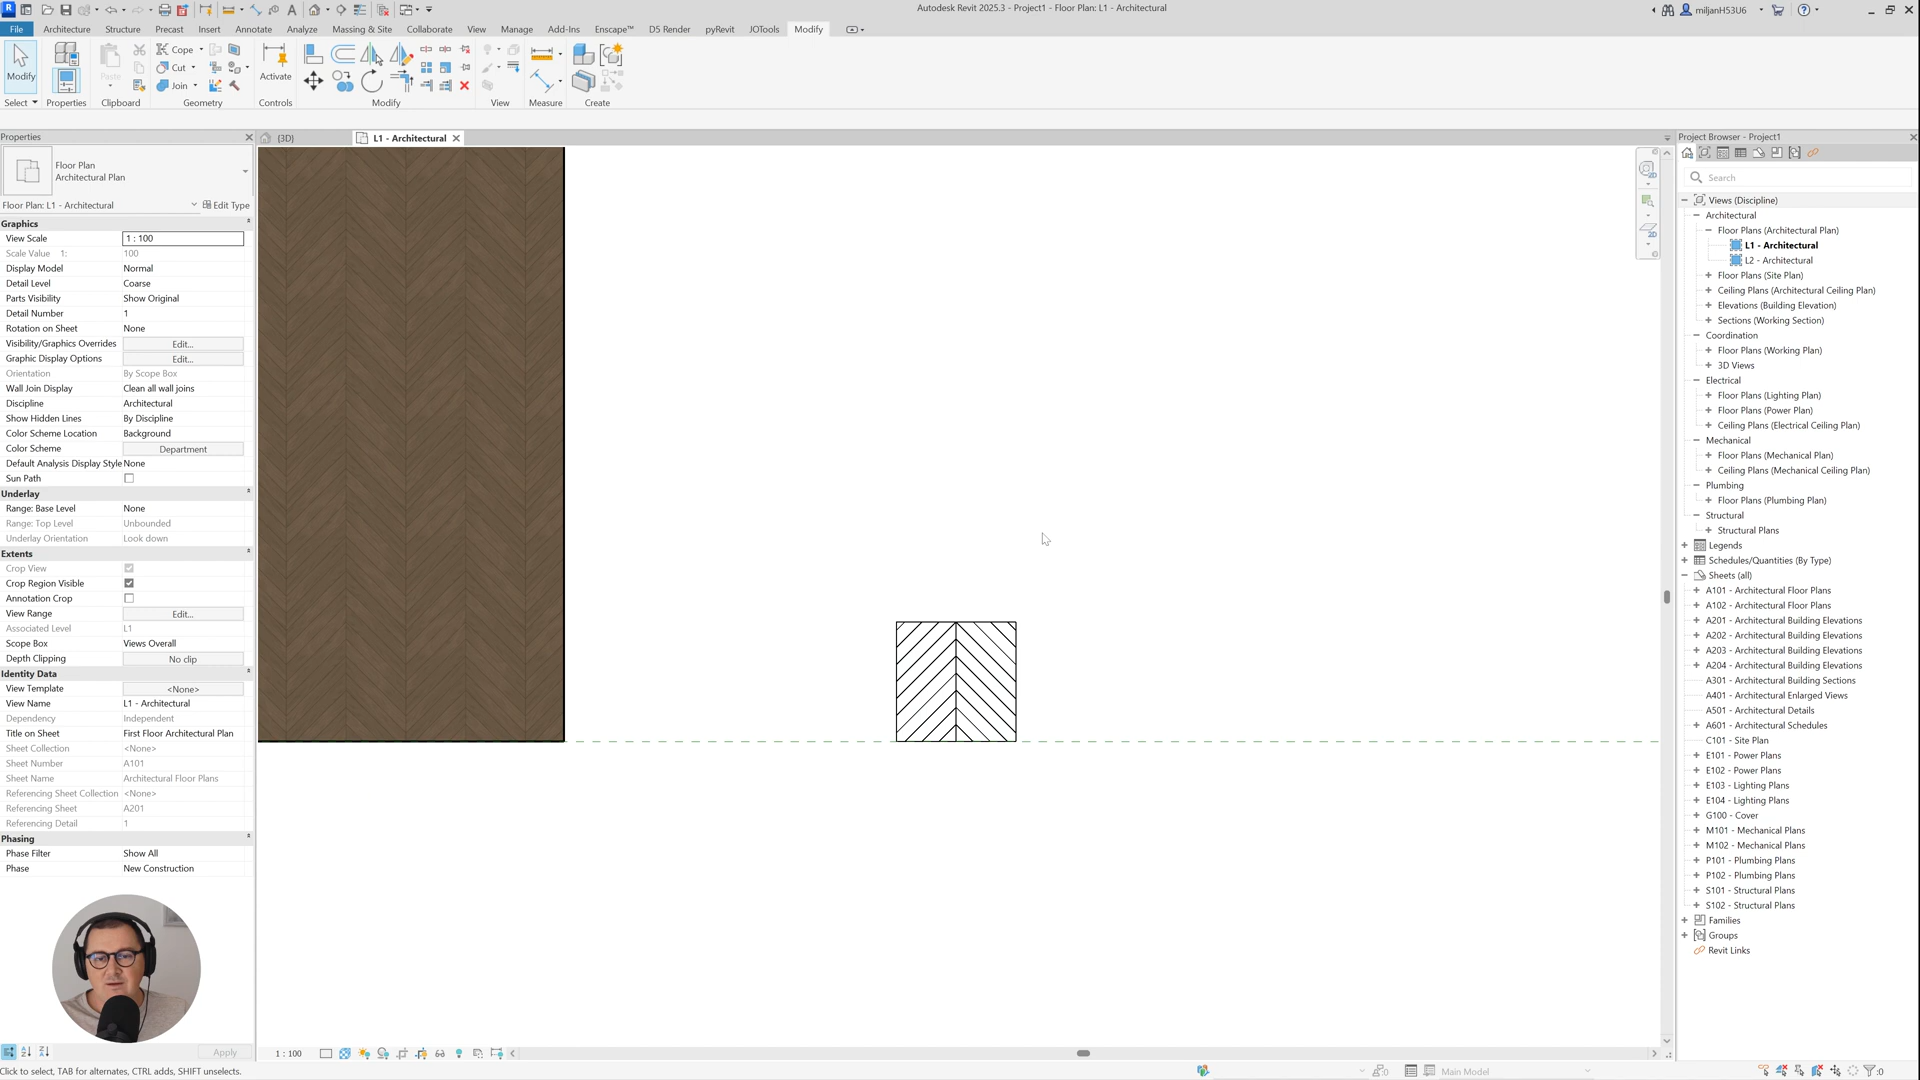 Autodesk Revit 2025.3 - Project1 - Floor Plan: L1 - Architectural
miljanH53U6
File
Architecture
Structure
Precast
Insert
Annotate
Analyze
Massing & Site
Collaborate
View
Manage
Add-Ins
Enscape™
D5 Render
pyRevit
JOTools
Modify
Modify
Paste
Cope
Cut
Join
Activate
Select
Properties
Clipboard
Geometry
Controls
Modify
View
Measure
Create
Properties
Floor Plan
Architectural Plan
Floor Plan: L1 - Architectural
Edit Type
Graphics
View Scale 1 : 100
Scale Value 1: 100
Display Model Normal
Detail Level Coarse
Parts Visibility Show Original
Detail Number 1
Rotation on Sheet None
Visibility/Graphics Overrides Edit...
Graphic Display Options Edit...
Orientation By Scope Box
Wall Join Display Clean all wall joins
Discipline Architectural
Show Hidden Lines By Discipline
Color Scheme Location Background
Color Scheme Department
Default Analysis Display Style None
Sun Path
Underlay
Range: Base Level None
Range: Top Level Unbounded
Underlay Orientation Look down
Extents
Crop View
Crop Region Visible
Annotation Crop
View Range Edit...
Associated Level L1
Scope Box Views Overall
Depth Clipping No clip
Identity Data
View Template <None>
View Name L1 - Architectural
Dependency Independent
Title on Sheet First Floor Architectural Plan
Sheet Collection <None>
Sheet Number A101
Sheet Name Architectural Floor Plans
Referencing Sheet Collection <None>
Referencing Sheet A201
Referencing Detail 1
Phasing
Phase Filter Show All
Phase New Construction
Apply
{3D}
L1 - Architectural
2D
2D
1 : 100
Click to select, TAB for alternates, CTRL adds, SHIFT unselects.
:0
Main Model
:0
Project Browser - Project1
Search
Views (Discipline)
Architectural
Floor Plans (Architectural Plan)
L1 - Architectural
L2 - Architectural
Floor Plans (Site Plan)
Ceiling Plans (Architectural Ceiling Plan)
Elevations (Building Elevation)
Sections (Working Section)
Coordination
Floor Plans (Working Plan)
3D Views
Electrical
Floor Plans (Lighting Plan)
Floor Plans (Power Plan)
Ceiling Plans (Electrical Ceiling Plan)
Mechanical
Floor Plans (Mechanical Plan)
Ceiling Plans (Mechanical Ceiling Plan)
Plumbing
Floor Plans (Plumbing Plan)
Structural
Structural Plans
Legends
Schedules/Quantities (By Type)
Sheets (all)
A101 - Architectural Floor Plans
A102 - Architectural Floor Plans
A201 - Architectural Building Elevations
A202 - Architectural Building Elevations
A203 - Architectural Building Elevations
A204 - Architectural Building Elevations
A301 - Architectural Building Sections
A401 - Architectural Enlarged Views
A501 - Architectural Details
A601 - Architectural Schedules
C101 - Site Plan
E101 - Power Plans
E102 - Power Plans
E103 - Lighting Plans
E104 - Lighting Plans
G100 - Cover
M101 - Mechanical Plans
M102 - Mechanical Plans
P101 - Plumbing Plans
P102 - Plumbing Plans
S101 - Structural Plans
S102 - Structural Plans
Families
Groups
Revit Links